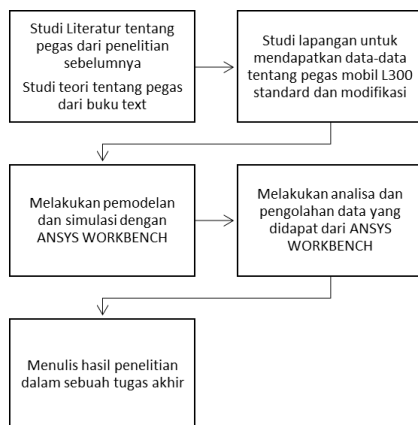 Studi Literatur tentang
pegas dari penelitian
sebelumnya
Studi teori tentang pegas
dari buku text
Studi lapangan untuk
mendapatkan data-data
tentang pegas mobil L300
standard dan modifikasi
Melakukan pemodelan
dan simulasi dengan
ANSYS WORKBENCH
Melakukan analisa dan
pengolahan data yang
didapat dari ANSYS
WORKBENCH
Menulis hasil penelitian
dalam sebuah tugas akhir